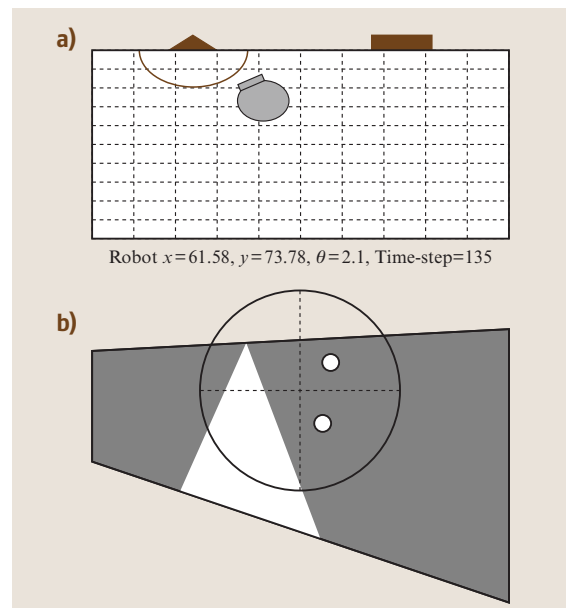 a)
Robot x=61.58, y=73.78, θ=2.1, Time-step=135
b)